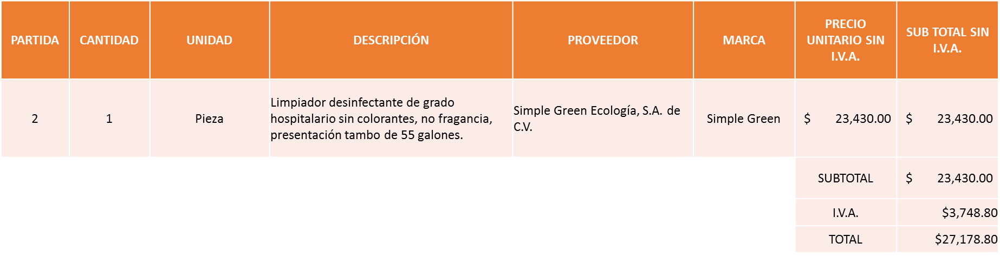 PARTIDA
CANTIDAD
UNIDAD
DESCRIPCIÓN
PROVEEDOR
MARCA
PRECIO
UNITARIO SIN
I.V.A.
SUB TOTAL SIN
I.V.A.
2
1
Pieza
Limpiador desinfectante de grado
hospitalario sin colorantes, no fragancia,
presentación tambo de 55 galones.
Simple Green Ecología, S.A. de
C.V.
Simple Green
$ 23,430.00
$ 23,430.00
SUBTOTAL
$ 23,430.00
I.V.A.
$3,748.80
TOTAL
$27,178.80